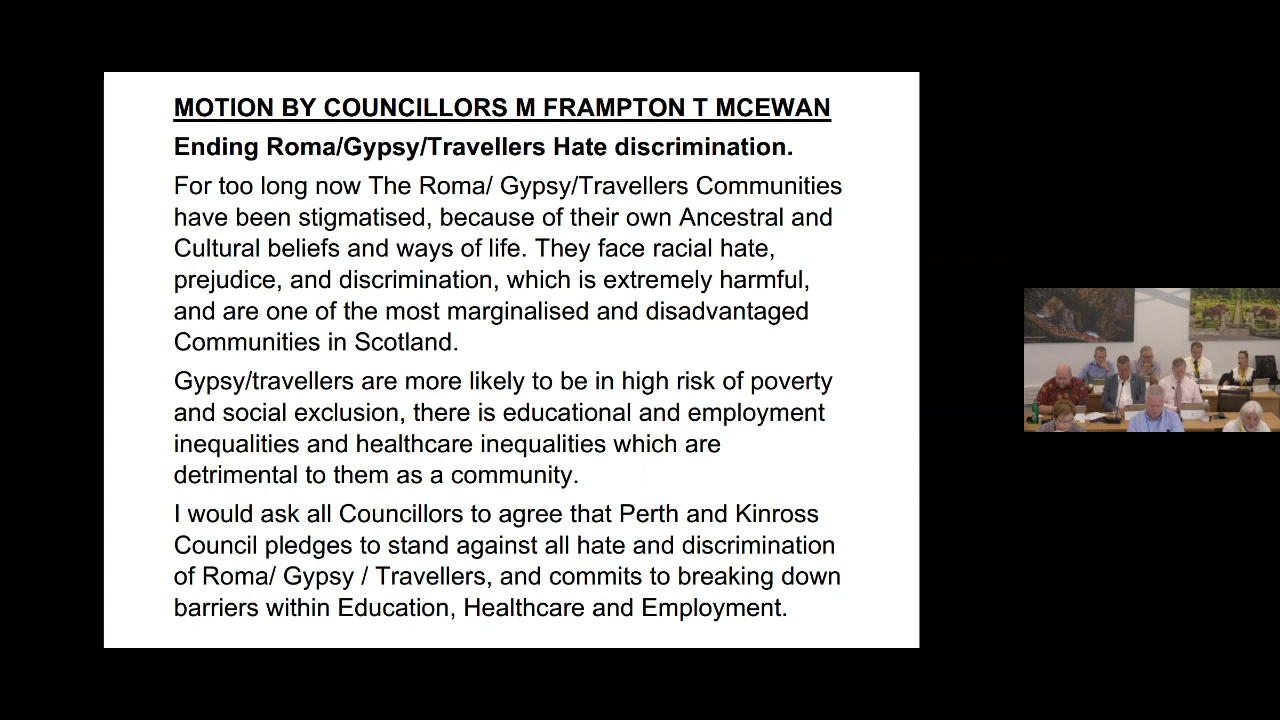 MOTION BY COUNCILLORS M FRAMPTON T MCEWAN
Ending Roma/Gypsy/Travellers Hate discrimination.
For too long now The Roma/ Gypsy/Travellers Communities
have been stigmatised, because of their own Ancestral and
Cultural beliefs and ways of life. They face racial hate,
prejudice, and discrimination, which is extremely harmful,
and are one of the most marginalised and disadvantaged
Communities in Scotland.
Gypsy/travellers are more likely to be in high risk of poverty
and social exclusion, there is educational and employment
inequalities and healthcare inequalities which are
detrimental to them as a community.
I would ask all Councillors to agree that Perth and Kinross
Council pledges to stand against all hate and discrimination
of Roma/ Gypsy / Travellers, and commits to breaking down
barriers within Education, Healthcare and Employment.